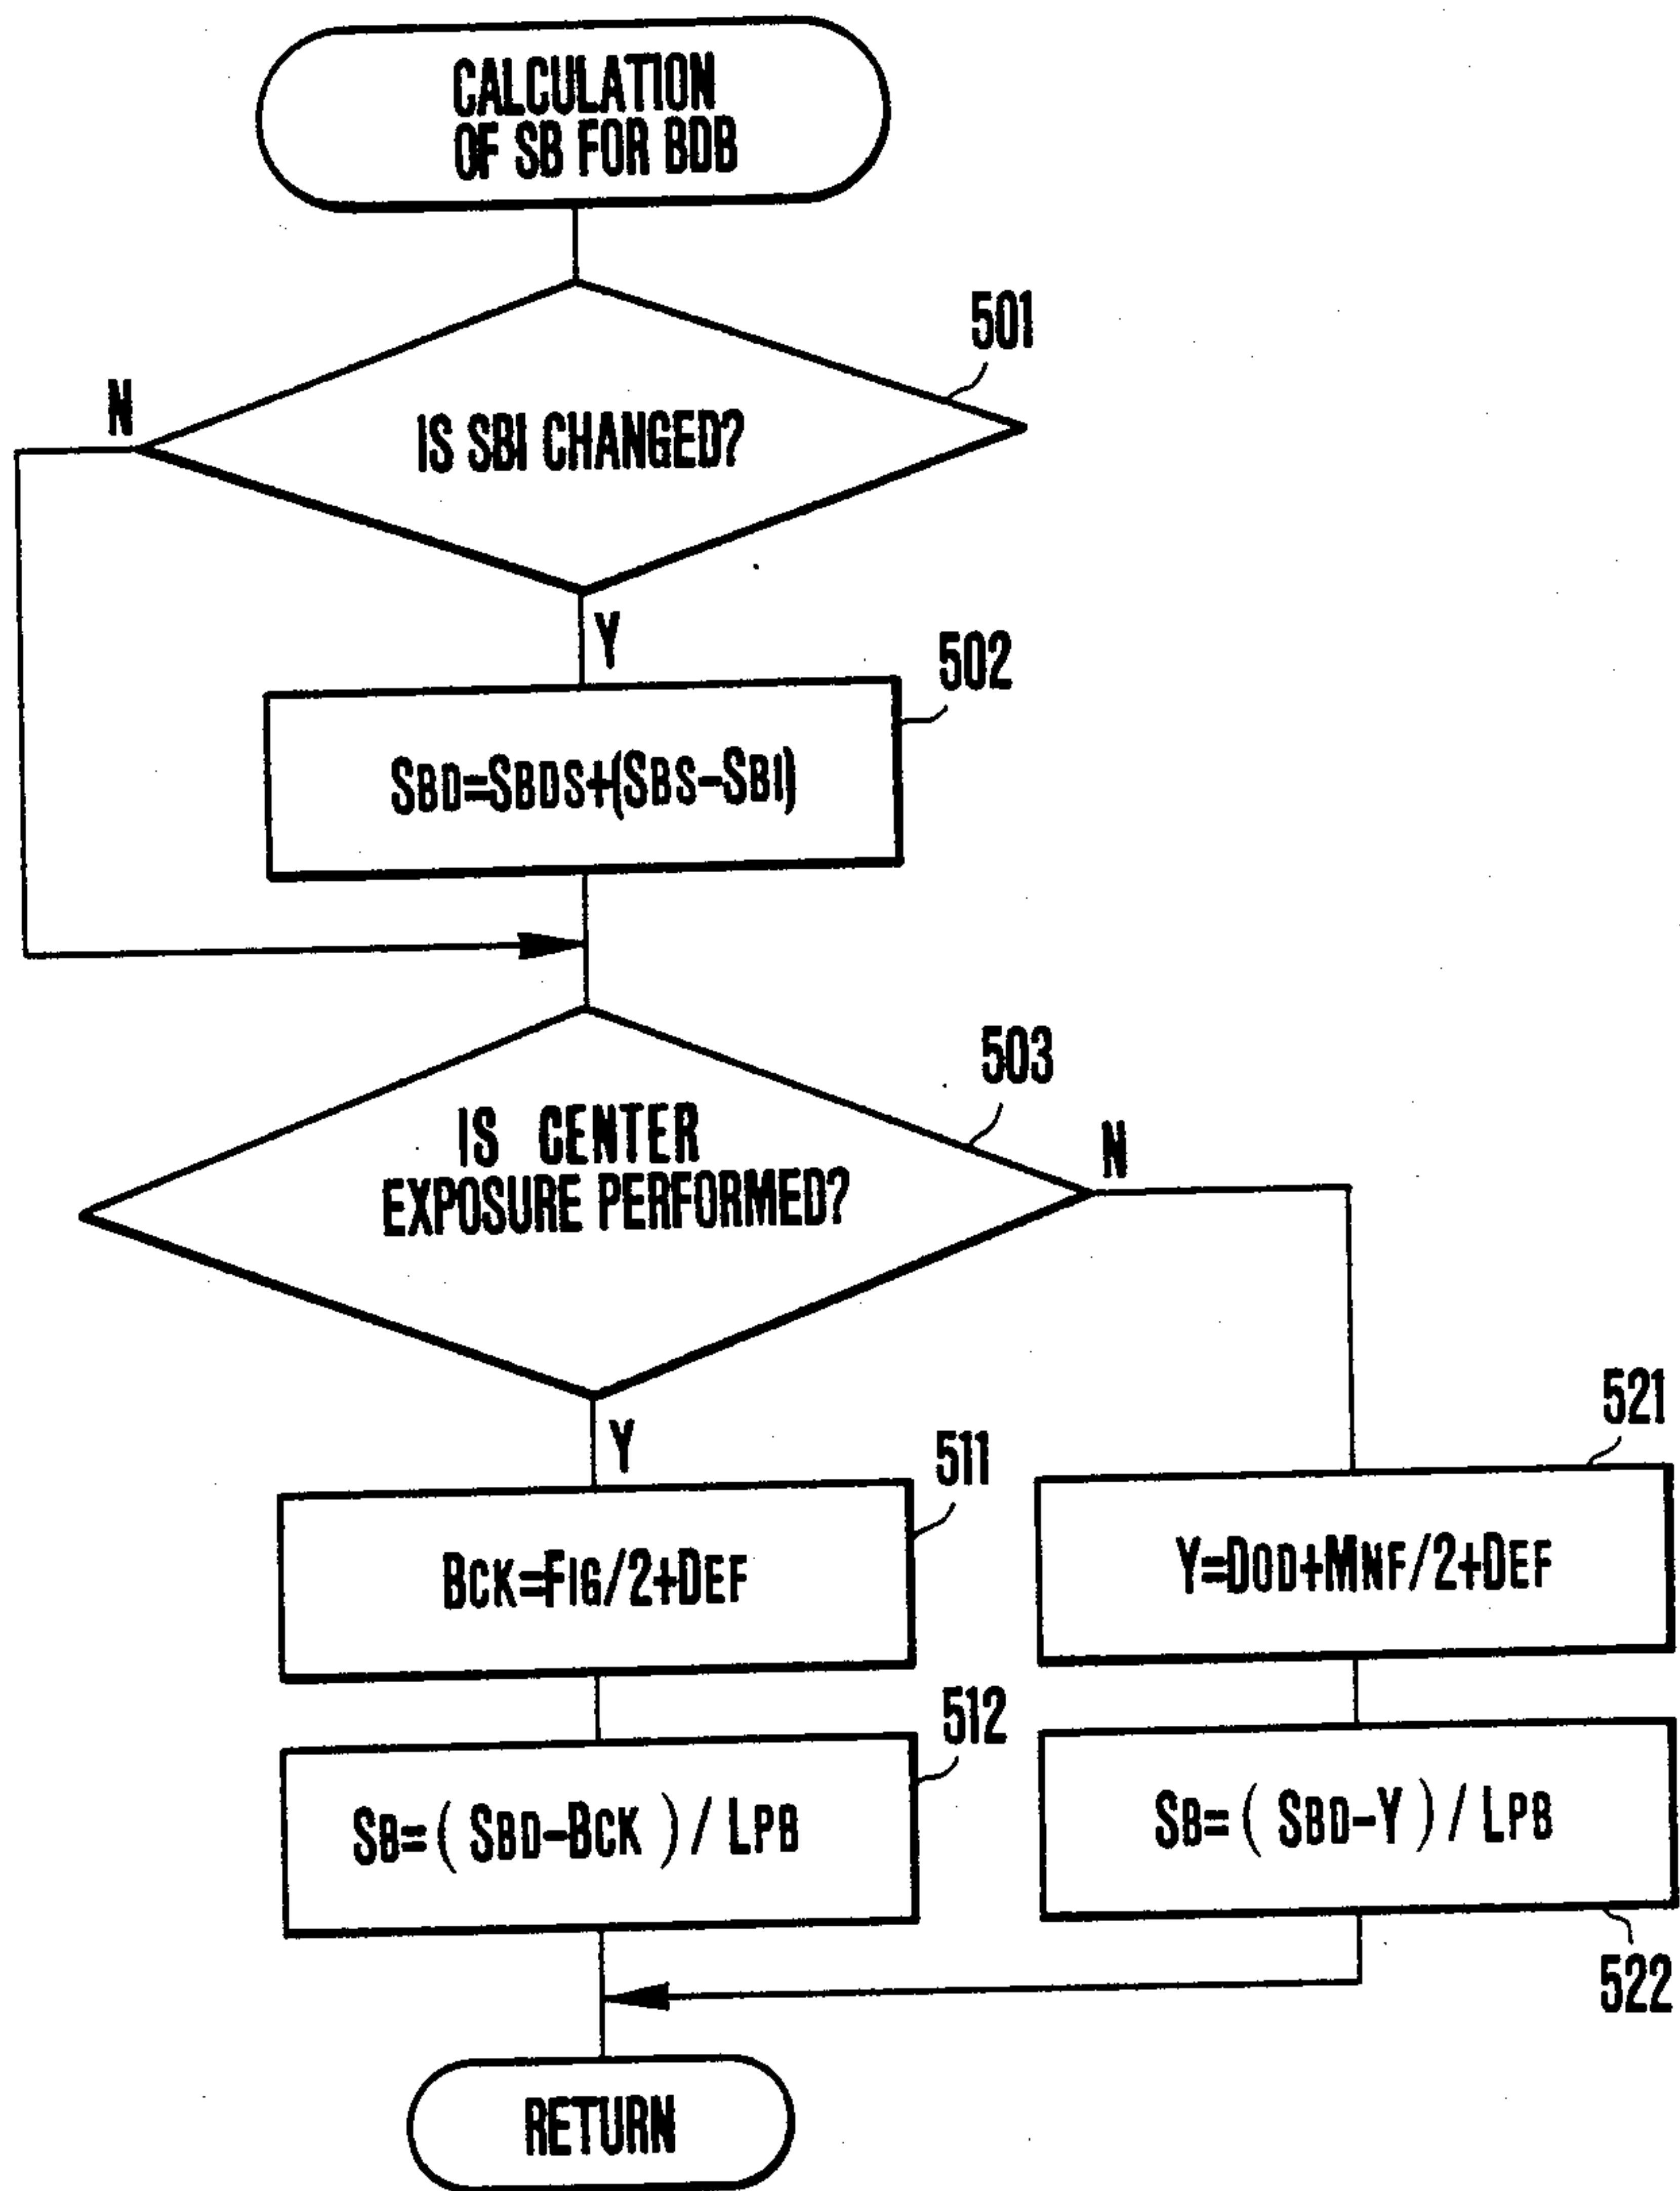 CALCULATION
OF SB FOR BDB
501
N
IS SBI CHANGED?
Y
502
SBD=SBDS+(SBS-SBI)
503
IS CENTER
EXPOSURE PERFORMED?
N
Y
511
BCK=FIG/2+DEF
521
Y=DOD+MNF/2+DEF
512
SB=(SBD-BCK)/LPB
SB=(SBD-Y)/LPB
522
RETURN